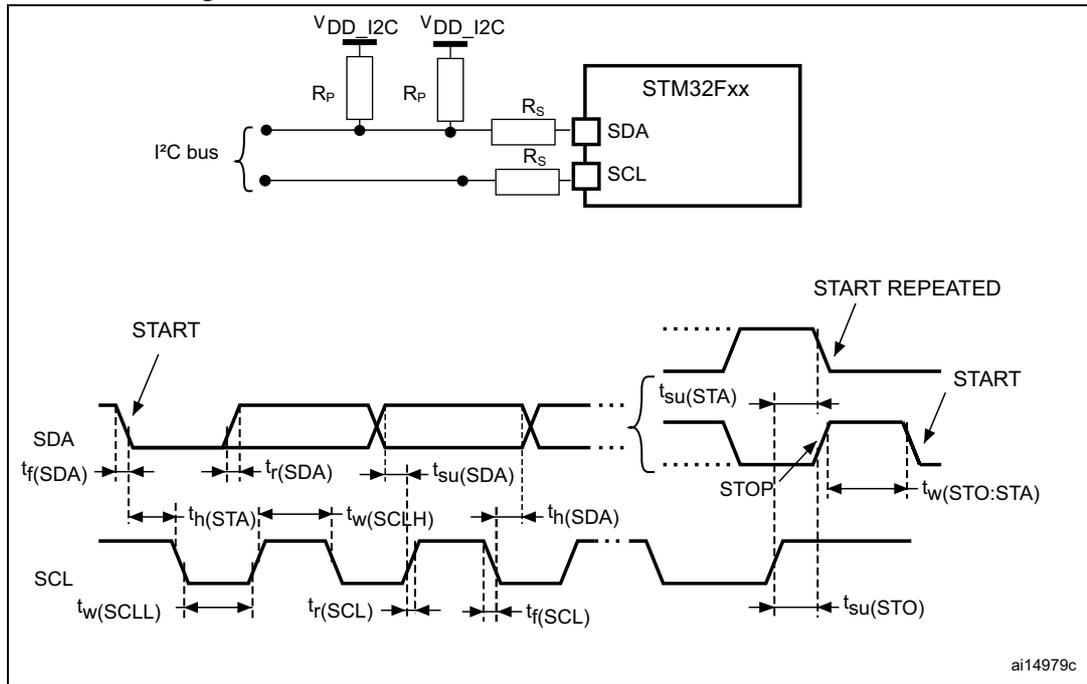 VDD_I2C VDD_I2C
STM32Fxx
RP RP RS
SDA
I²C bus
RS
SCL
START REPEATED
START
tsu(STA) START
SDA
tf(SDA) tr(SDA) tsu(SDA) STOP tw(STO:STA)
th(STA) tw(SCLH) th(SDA)
SCL
tw(SCLL) tr(SCL) tf(SCL) tsu(STO)
ai14979c